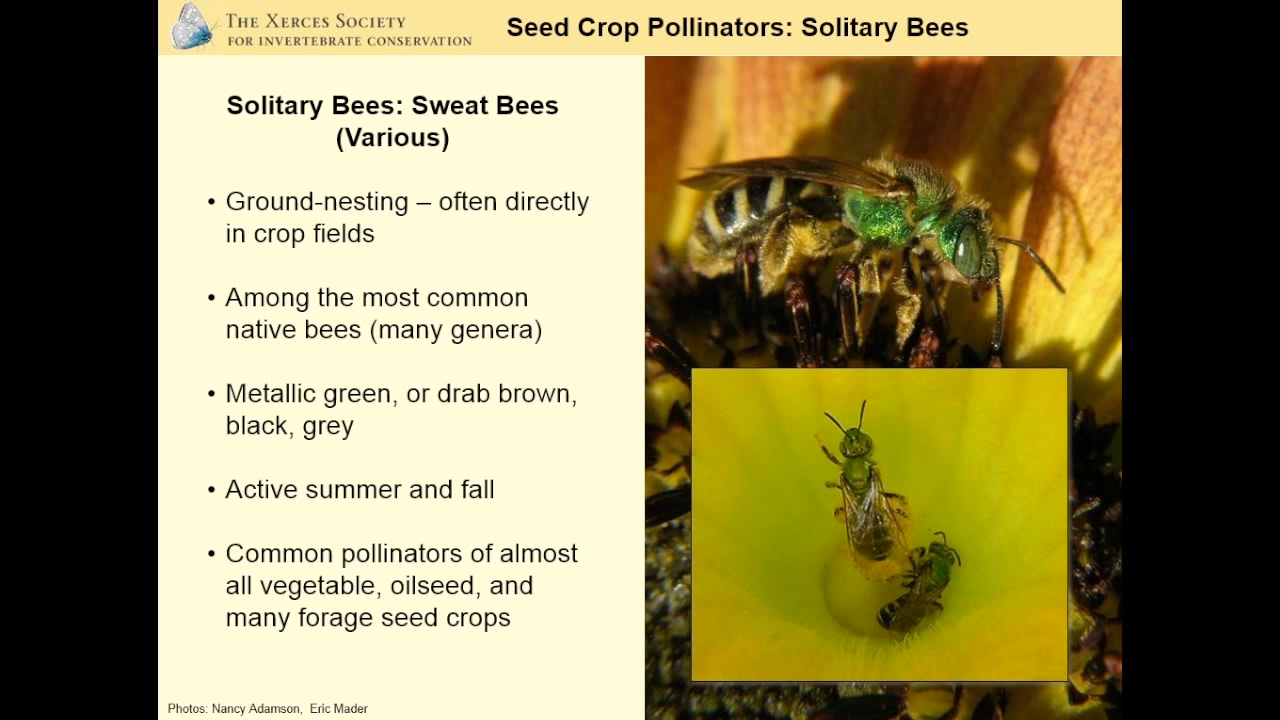 THE XERCES SOCIETY
FOR INVERTEBRATE CONSERVATION
Seed Crop Pollinators: Solitary Bees
Solitary Bees: Sweat Bees
(Various)
• Ground-nesting – often directly
in crop fields
• Among the most common
native bees (many genera)
• Metallic green, or drab brown,
black, grey
• Active summer and fall
• Common pollinators of almost
all vegetable, oilseed, and
many forage seed crops
Photos: Nancy Adamson, Eric Mader